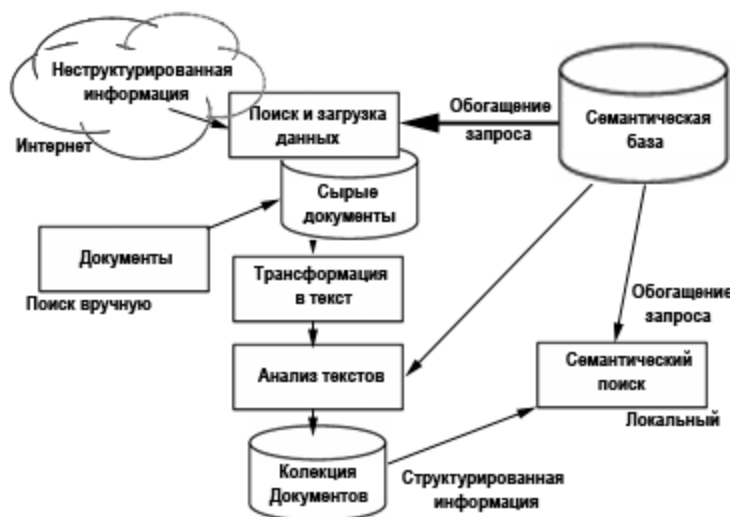 Неструктурированная
информация
Интернет
Поиск и загрузка
данных
Обогащение
запроса
Семантическая
база
Сырые
документы
Документы
Поиск вручную
Трансформация
в текст
Обогащение
запроса
Анализ текстов
Семантический
поиск
Локальный
Колекция
Документов
Структурированная
информация